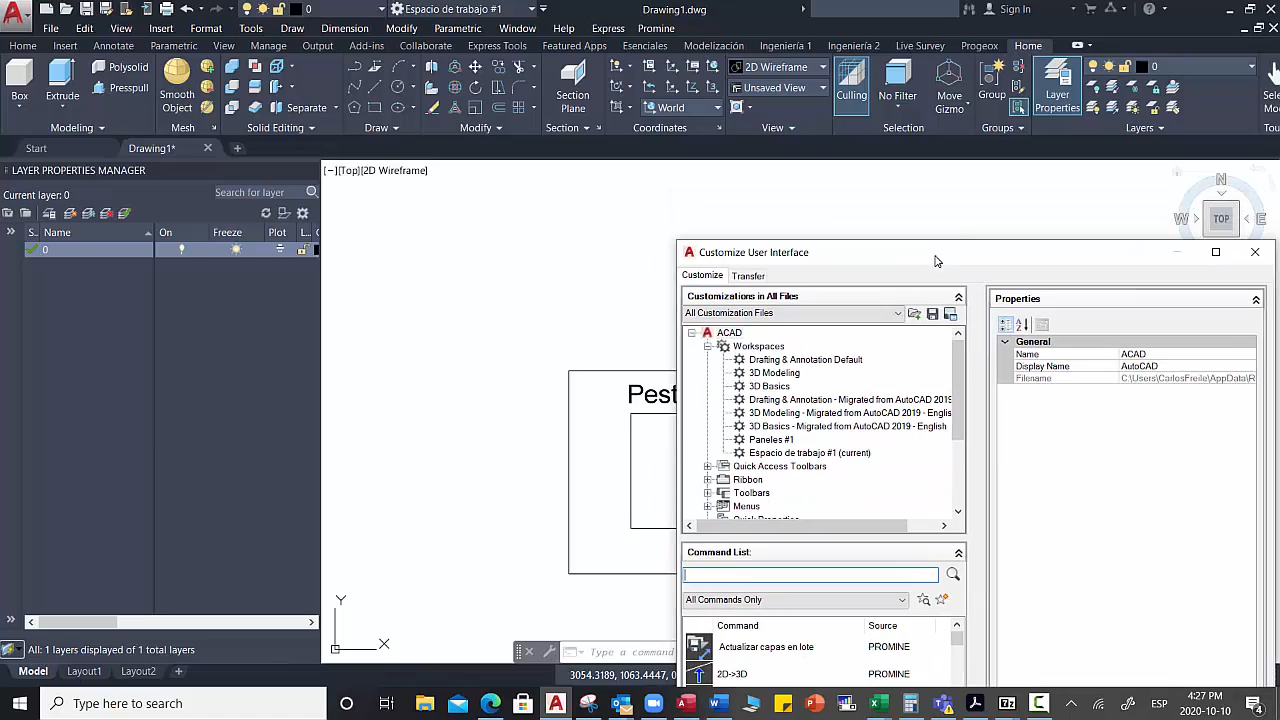 0
Espacio de trabajo #1
Drawing1.dwg
Sign In
File Edit View Insert Format Tools Draw Dimension Modify Parametric Window Help Express Promine
Home Insert Annotate Parametric View Manage Output Add-ins Collaborate Express Tools Featured Apps Esenciales Modelización Ingeniería 1 Ingeniería 2 Live Survey Progeox Home
Polysolid
2D Wireframe
0
Presspull
Unsaved View
Box Extrude Smooth Object Separate Section Plane World Culling No Filter Move Gizmo Group Layer Properties
Modeling Mesh Solid Editing Draw Modify Section Coordinates View Selection Groups Layers
Start Drawing1*
LAYER PROPERTIES MANAGER
[−][Top][2D Wireframe]
Current layer: 0
Search for layer
N
W TOP E
S.. Name On Freeze Plot L...
0
Customize User Interface
Customize Transfer
Customizations in All Files
All Customization Files
ACAD
Workspaces
Drafting & Annotation Default
3D Modeling
3D Basics
Drafting & Annotation - Migrated from AutoCAD 2019
3D Modeling - Migrated from AutoCAD 2019 - Englis
3D Basics - Migrated from AutoCAD 2019 - English
Paneles #1
Espacio de trabajo #1 (current)
Quick Access Toolbars
Ribbon
Toolbars
Menus
Quick Properties
Properties
General
Name ACAD
Display Name AutoCAD
Filename C:\Users\CarlosFreile\AppData\R
Pest
Command List:
All Commands Only
Command Source
Actualizar capas en lote PROMINE
2D->3D PROMINE
Y
X
Type a comman
All: 1 layers displayed of 1 total layers
Model Layout1 Layout2
3054.3189, 1063.4447, 0
Type here to search
ESP
4:27 PM
2020-10-10